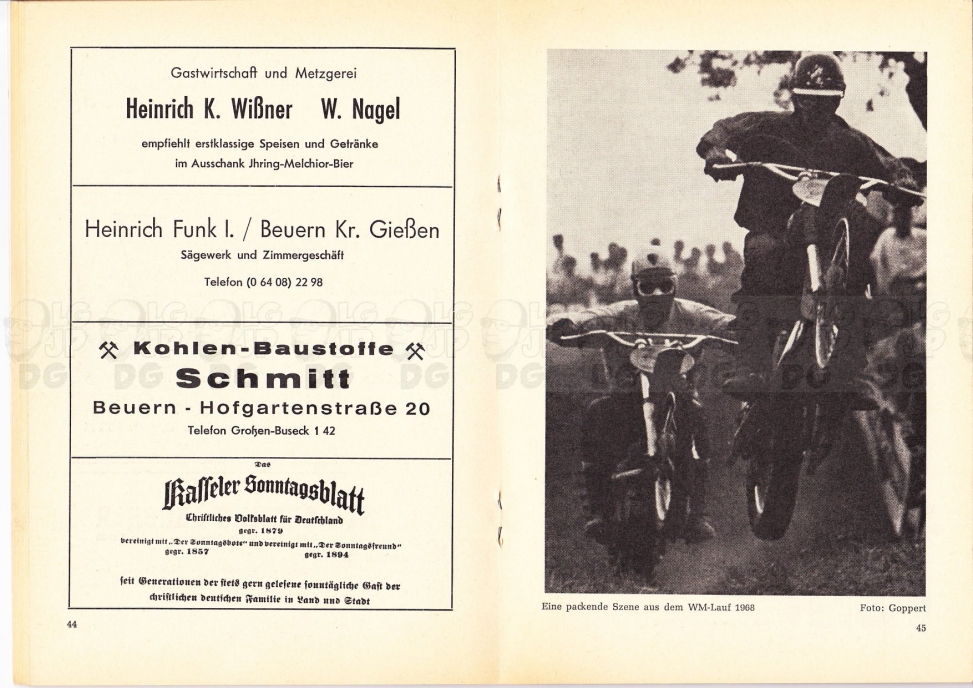 Gastwirtschaft und Metzgerei
Heinrich K. Wißner W. Nagel
empfiehlt erstklassige Speisen und Getränke
im Ausschank Jhring-Melchior-Bier
Heinrich Funk I. / Beuern Kr. Gießen
Sägewerk und Zimmergeschäft
Telefon (0 64 08) 22 98
Kohlen-Baustoffe
Schmitt
Beuern - Hofgartenstraße 20
Telefon Großen-Buseck 1 42
Das
Kasseler Sonntagsblatt
Christliches Volksblatt für Deutschland
gegr. 1879
vereinigt mit „Der Sonntagsbote" und vereinigt mit „Der Sonntagsfreund"
gegr. 1857 gegr. 1894
seit Generationen der stets gern gelesene sonntägliche Gast der
christlichen deutschen Familie in Land und Stadt
44
Eine packende Szene aus dem WM-Lauf 1968 Foto: Goppert
45